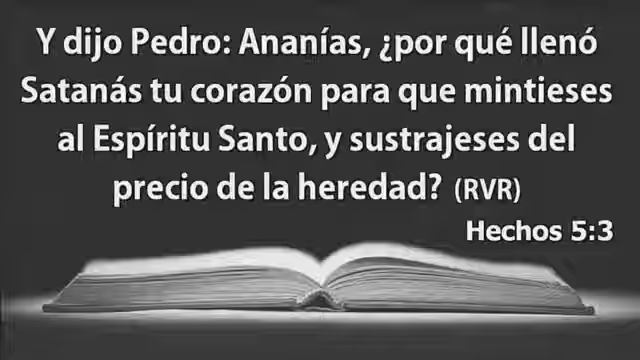 Y dijo Pedro: Ananías, ¿por qué llenó
Satanás tu corazón para que mintieses
al Espíritu Santo, y sustrajeses del
precio de la heredad? (RVR)
Hechos 5:3